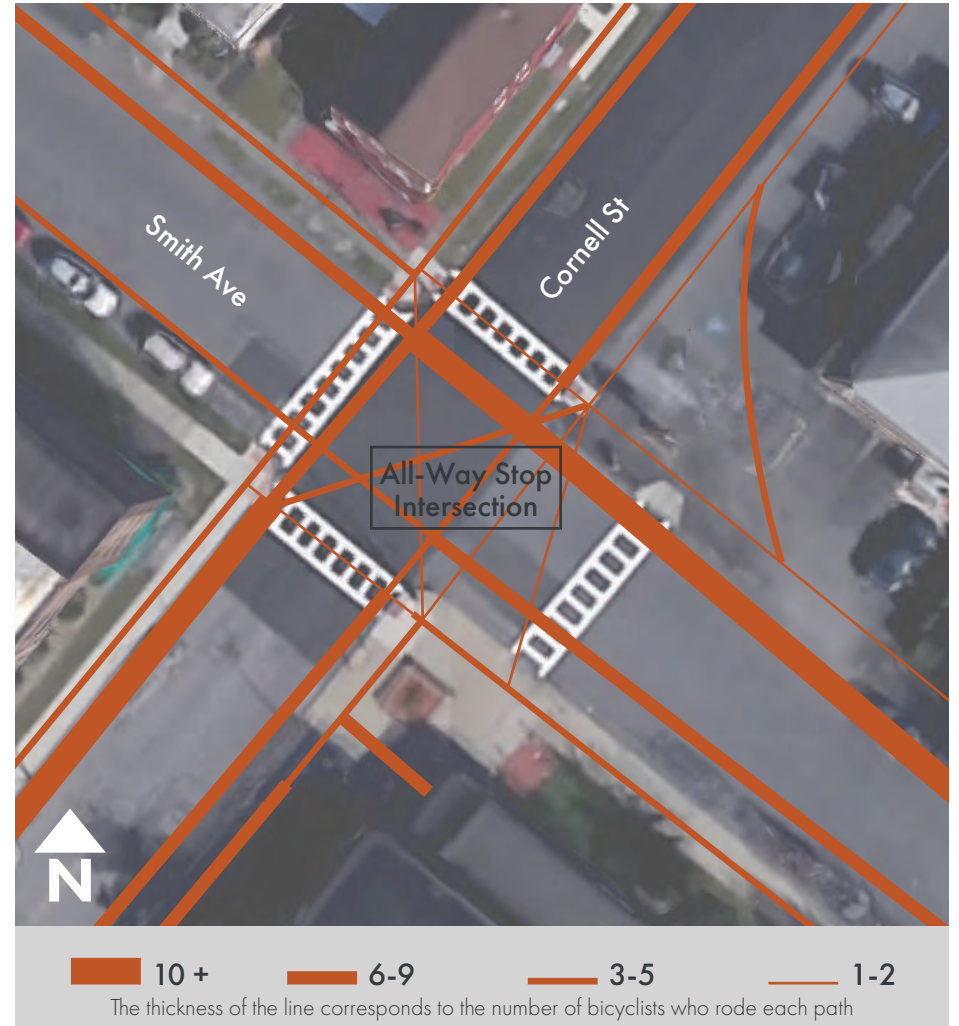 Smith Ave
Cornell St
All-Way Stop
Intersection
N
10 +
6-9
3-5
1-2
The thickness of the line corresponds to the number of bicyclists who rode each path